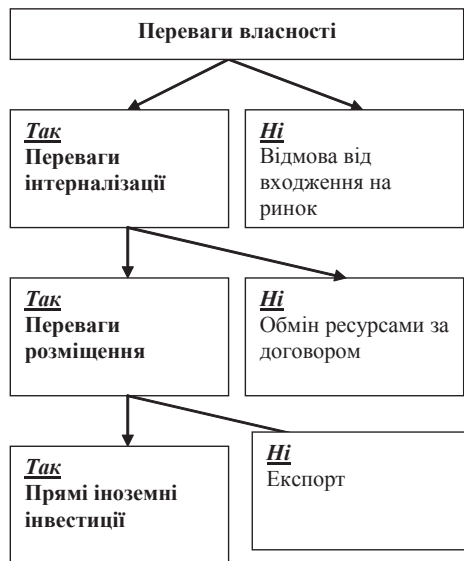 Переваги власності
Так
Переваги
інтерналізації
Ні
Відмова від
входження на
ринок
Так
Переваги
розміщення
Ні
Обмін ресурсами за
договором
Так
Прямі іноземні
інвестиції
Ні
Експорт